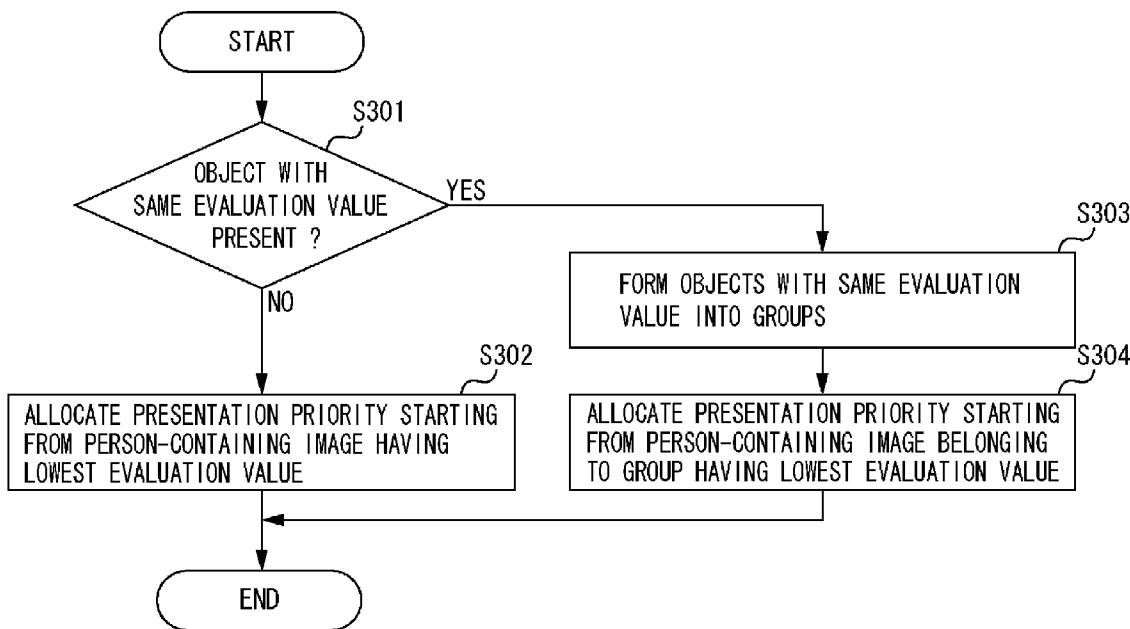 START
S301
OBJECT WITH
SAME EVALUATION VALUE
PRESENT ?
YES
NO
S303
FORM OBJECTS WITH SAME EVALUATION
VALUE INTO GROUPS
S302
ALLOCATE PRESENTATION PRIORITY STARTING
FROM PERSON-CONTAINING IMAGE HAVING
LOWEST EVALUATION VALUE
S304
ALLOCATE PRESENTATION PRIORITY STARTING
FROM PERSON-CONTAINING IMAGE BELONGING
TO GROUP HAVING LOWEST EVALUATION VALUE
END